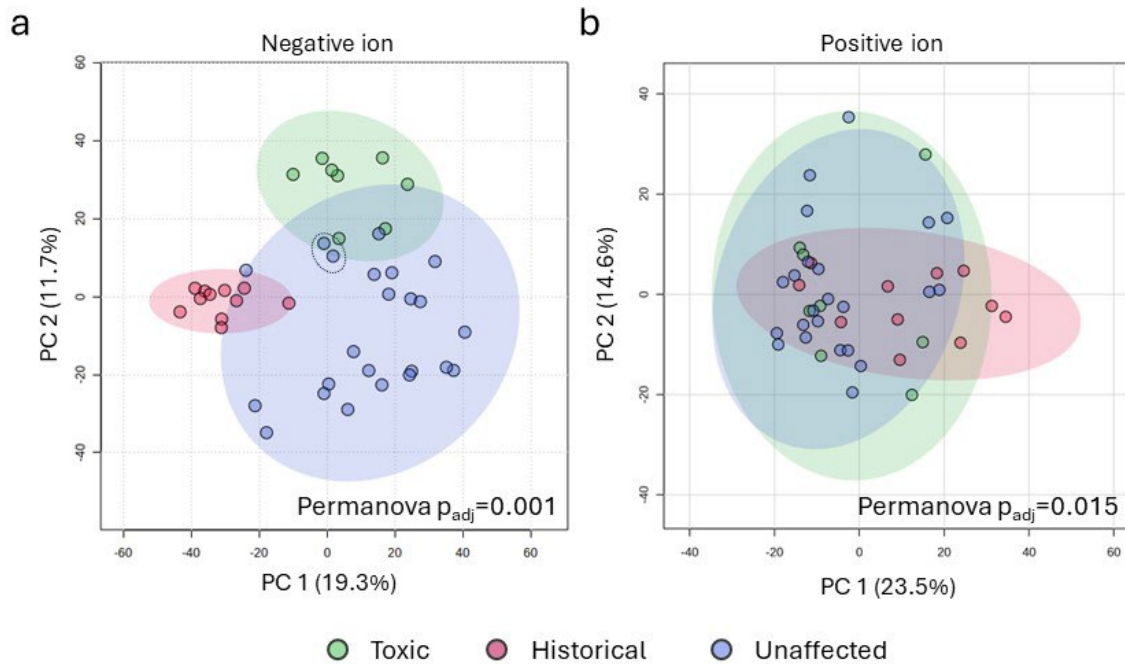 a
Negative ion
60
40
20
0
-20
-40
PC 2 (11.7%)
Permanova padj=0.001
-60
-40
-20
0
20
40
60
PC 1 (19.3%)
b
Positive ion
40
20
0
-20
-40
PC 2 (14.6%)
Permanova padj=0.015
-40
-20
0
20
40
60
PC 1 (23.5%)
Toxic
Historical
Unaffected